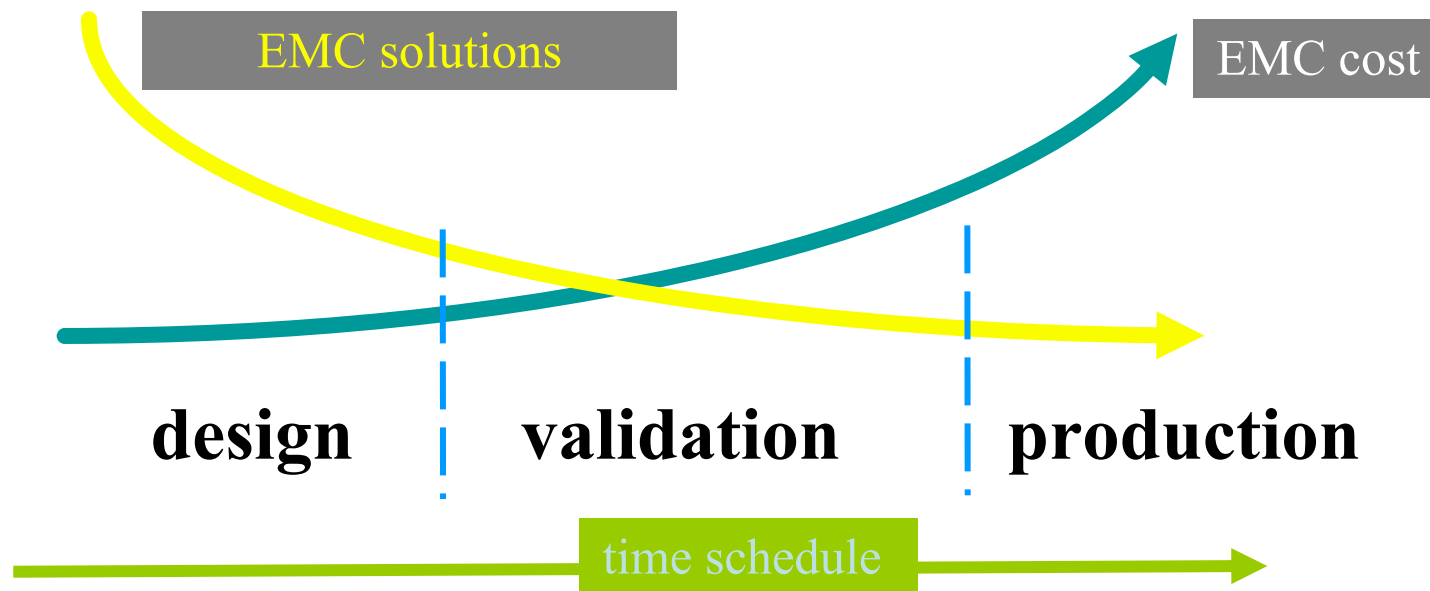 EMC solutions
EMC cost
design
validation
production
time schedule